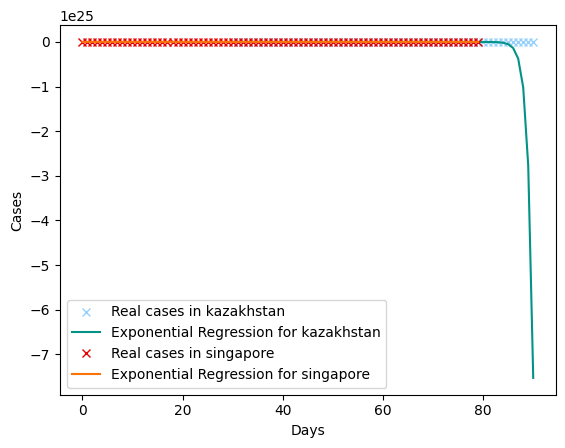 1e25
0
−1
−2
−3
−4
−5
−6
−7
Cases
Real cases in kazakhstan
Exponential Regression for kazakhstan
Real cases in singapore
Exponential Regression for singapore
0 20 40 60 80
Days